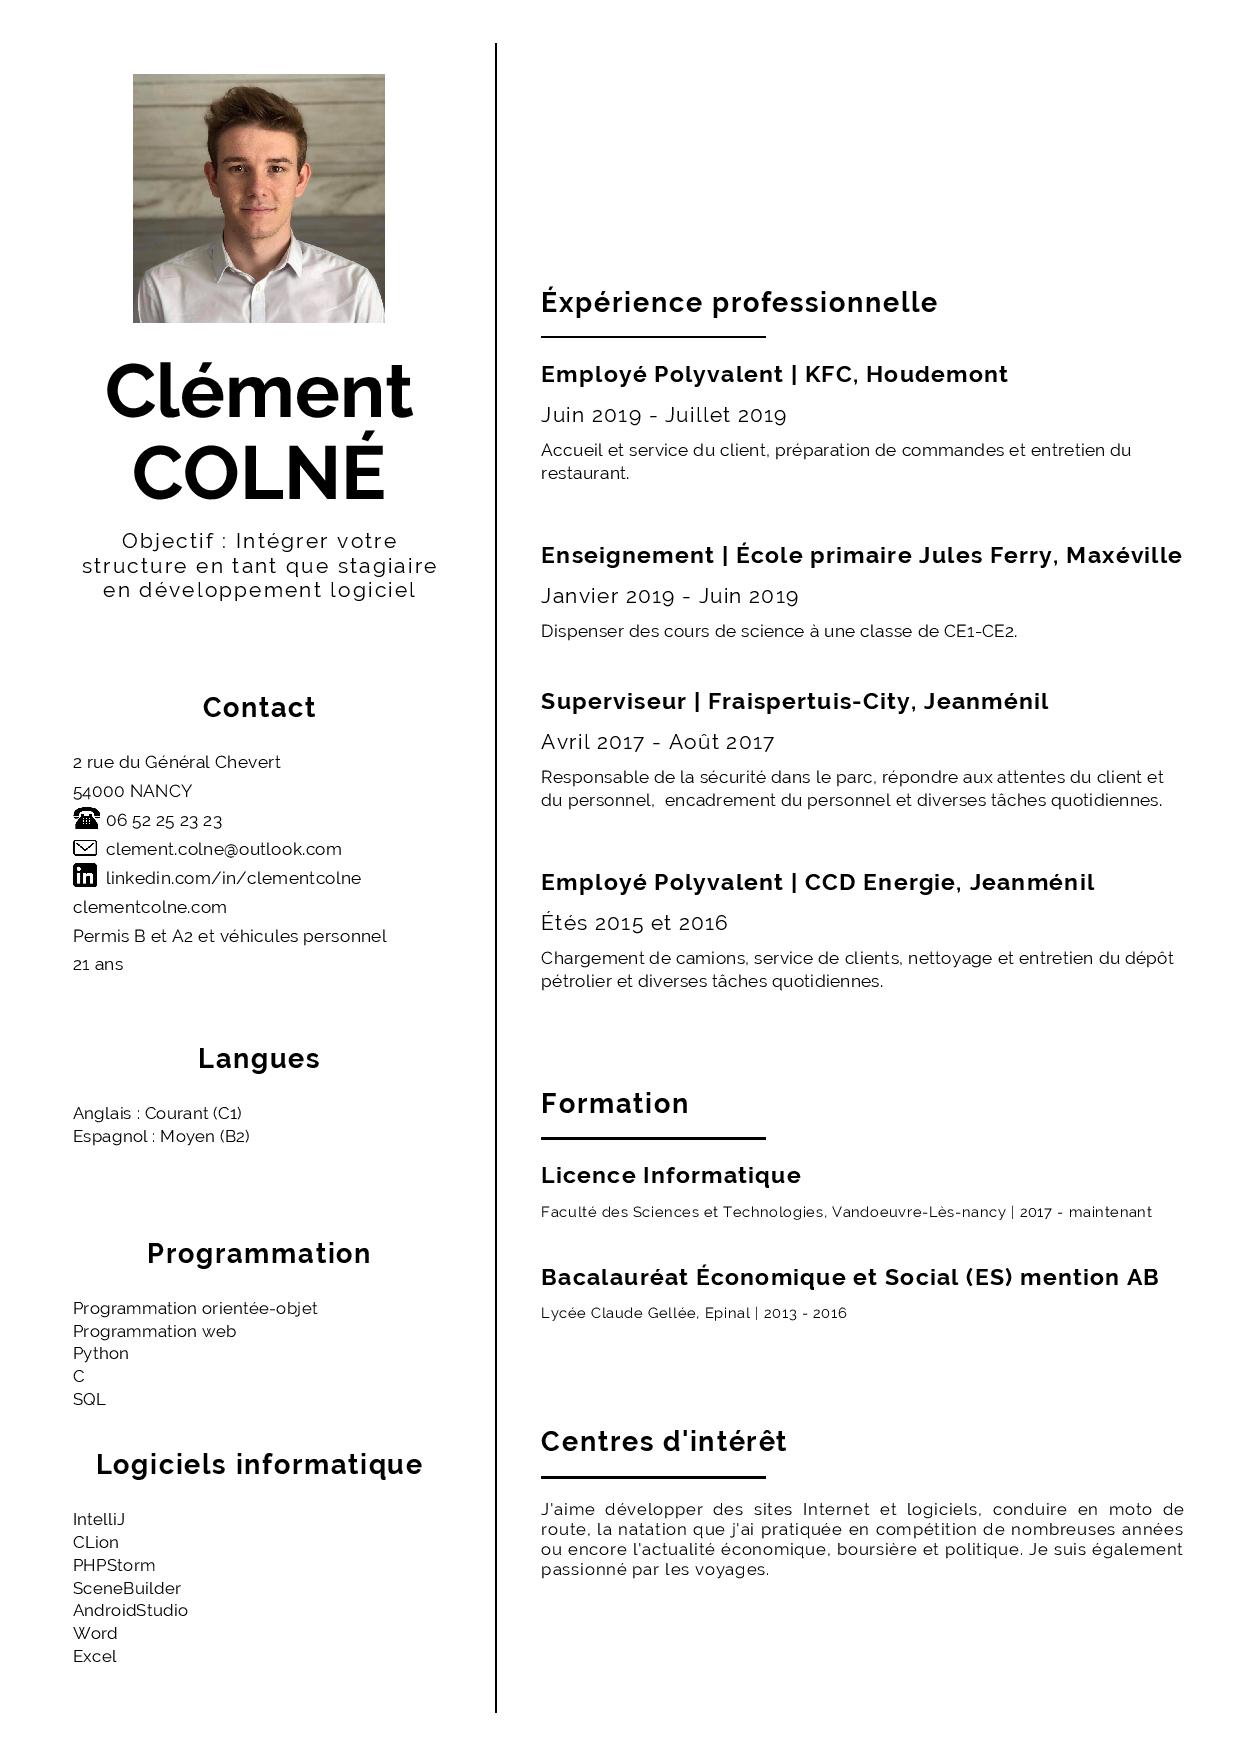 Clément
COLNÉ
Objectif : Intégrer votre
structure en tant que stagiaire
en développement logiciel
Contact
2 rue du Général Chevert
54000 NANCY
06 52 25 23 23
clement.colne@outlook.com
linkedin.com/in/clementcolne
clementcolne.com
Permis B et A2 et véhicules personnel
21 ans
Langues
Anglais : Courant (C1)
Espagnol : Moyen (B2)
Programmation
Programmation orientée-objet
Programmation web
Python
C
SQL
Logiciels informatique
IntelliJ
CLion
PHPStorm
SceneBuilder
AndroidStudio
Word
Excel
Éxpérience professionnelle
Employé Polyvalent | KFC, Houdemont
Juin 2019 - Juillet 2019
Accueil et service du client, préparation de commandes et entretien du
restaurant.
Enseignement | École primaire Jules Ferry, Maxéville
Janvier 2019 - Juin 2019
Dispenser des cours de science à une classe de CE1-CE2.
Superviseur | Fraispertuis-City, Jeanménil
Avril 2017 - Août 2017
Responsable de la sécurité dans le parc, répondre aux attentes du client et
du personnel, encadrement du personnel et diverses tâches quotidiennes.
Employé Polyvalent | CCD Energie, Jeanménil
Étés 2015 et 2016
Chargement de camions, service de clients, nettoyage et entretien du dépôt
pétrolier et diverses tâches quotidiennes.
Formation
Licence Informatique
Faculté des Sciences et Technologies, Vandoeuvre-Lès-nancy | 2017 - maintenant
Bacalauréat Économique et Social (ES) mention AB
Lycée Claude Gellée, Epinal | 2013 - 2016
Centres d'intérêt
J'aime développer des sites Internet et logiciels, conduire en moto de
route, la natation que j'ai pratiquée en compétition de nombreuses années
ou encore l'actualité économique, boursière et politique. Je suis également
passionné par les voyages.